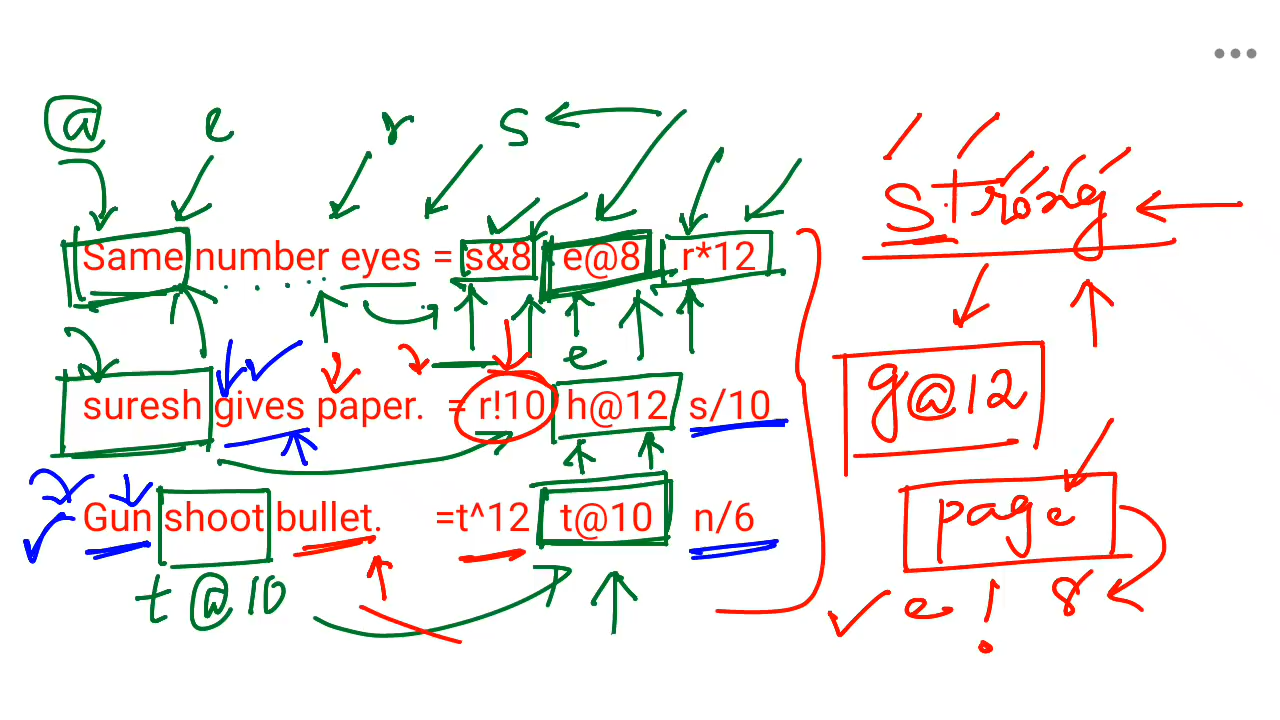 @ e r s
Same number eyes = s&8 e@8 r*12
e
suresh gives paper. = r!10 h@12 s/10
Gun shoot bullet. =t^12 t@10 n/6
t @ 10
Strong
g@12
page
e ! 8